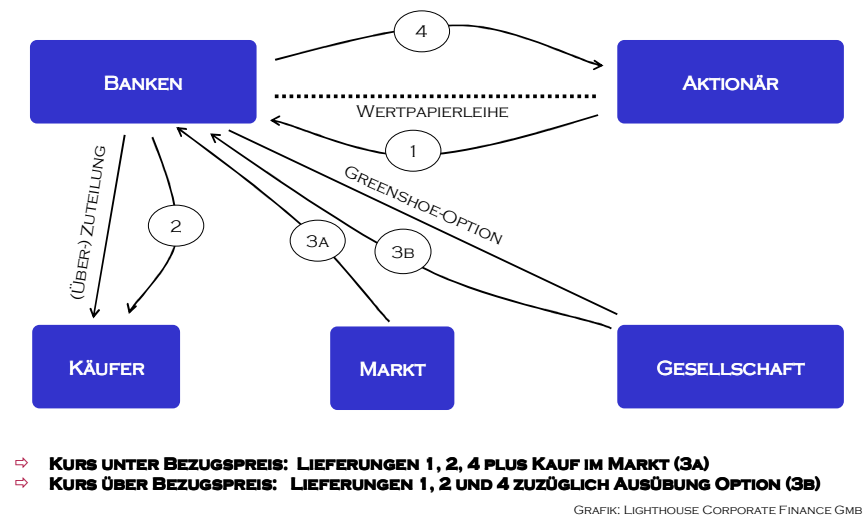 4
Banken
Aktionär
Wertpapierleihe
1
Greenshoe-Option
(Über-) Zuteilung
2
3a
3b
Käufer
Markt
Gesellschaft
⇨ Kurs unter Bezugspreis: Lieferungen 1, 2, 4 plus Kauf im Markt (3a)
⇨ Kurs über Bezugspreis: Lieferungen 1, 2 und 4 zuzüglich Ausübung Option (3b)
Grafik: Lighthouse Corporate Finance Gmb